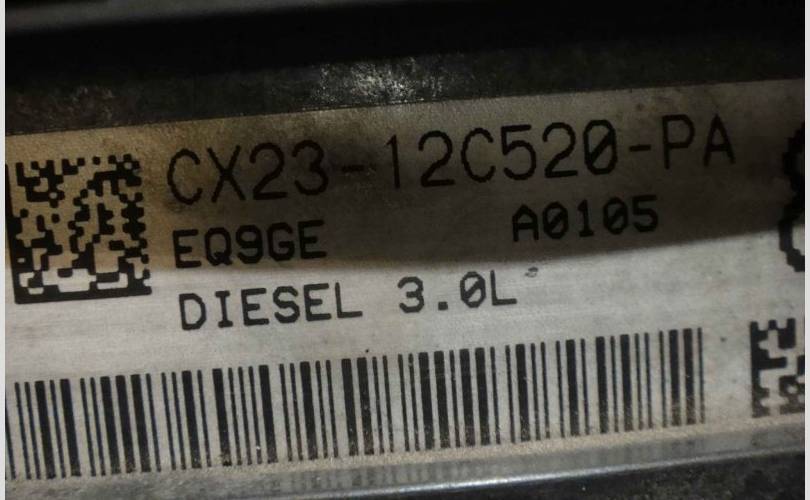 CX23-12C520-PA
EQ9GE A0105
DIESEL 3.0L